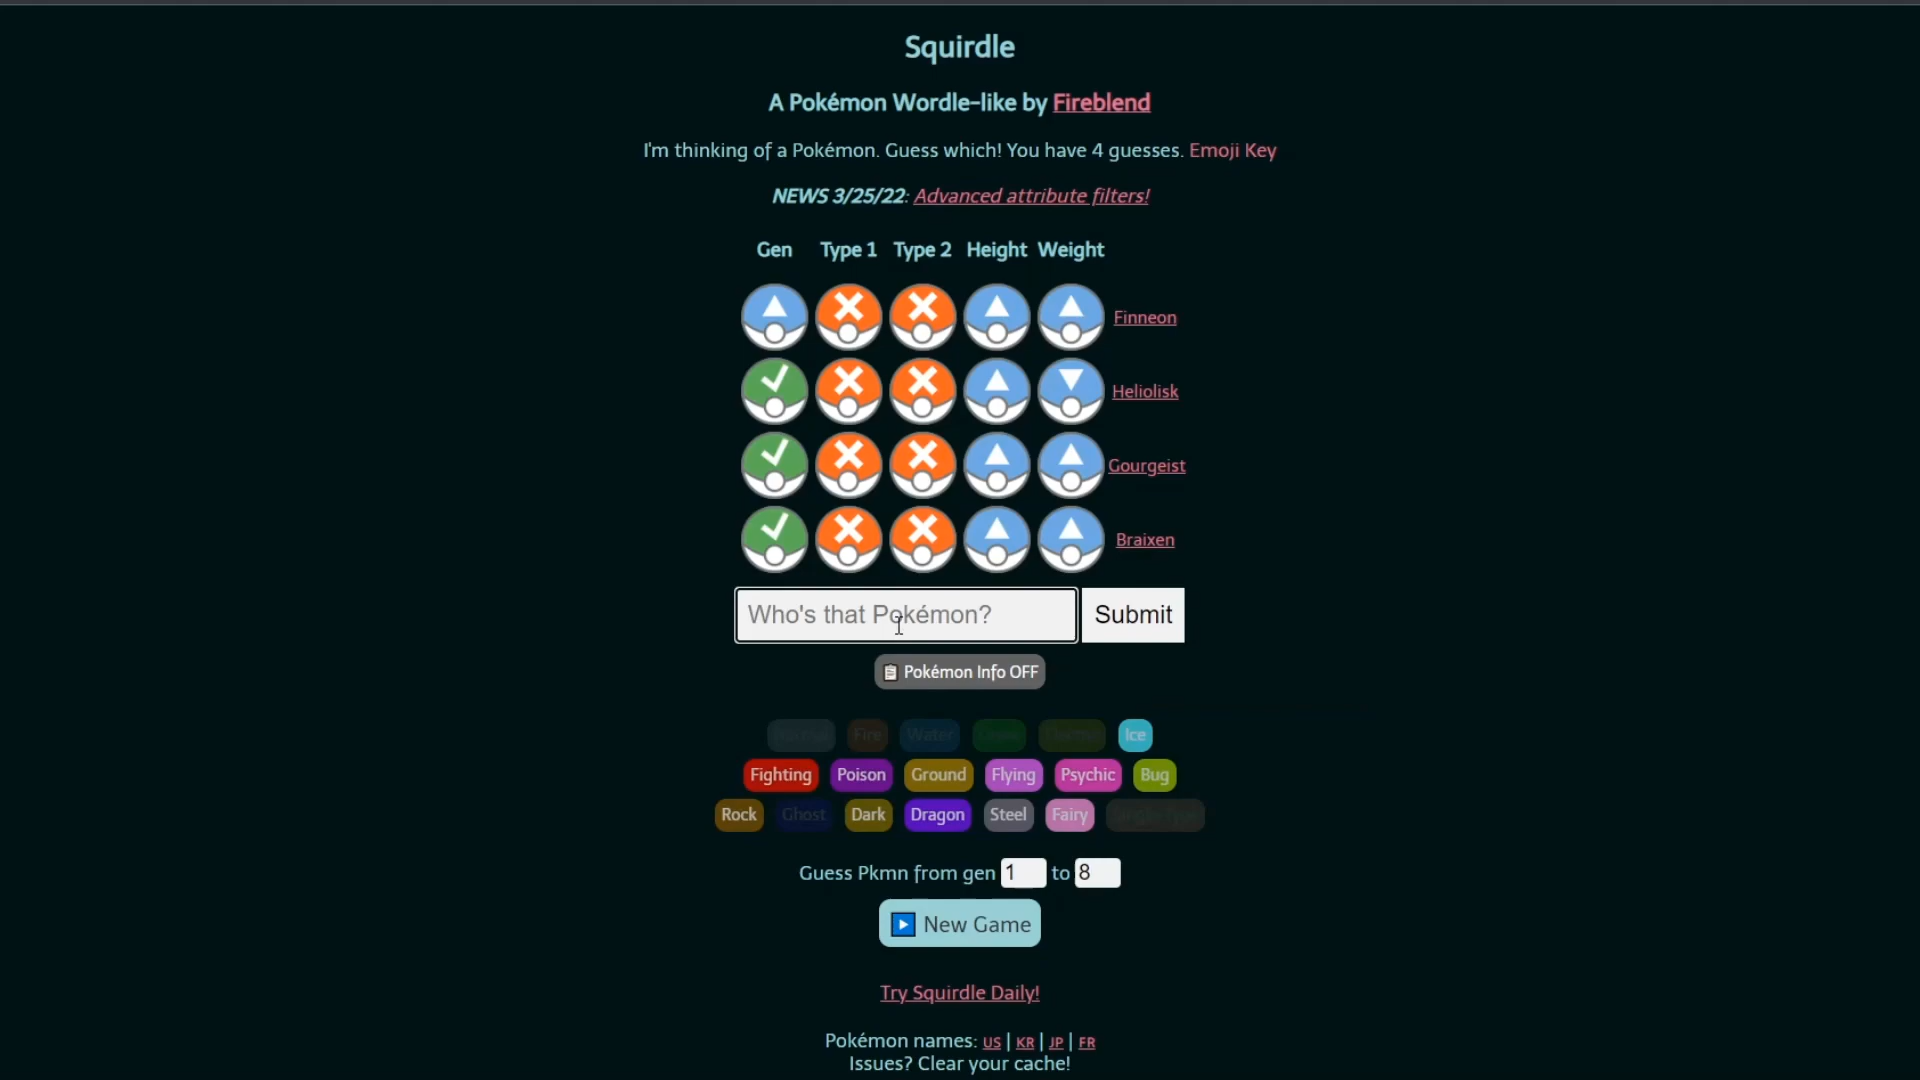 Squirdle
A Pokémon Wordle-like by Fireblend
I'm thinking of a Pokémon. Guess which! You have 4 guesses. Emoji Key
NEWS 3/25/22: Advanced attribute filters!
Gen Type 1 Type 2 Height Weight
Finneon
Heliolisk
Gourgeist
Braixen
Who's that Pokémon? Submit
Pokémon Info OFF
Fire Water Ice
Fighting Poison Ground Flying Psychic Bug
Rock Ghost Dark Dragon Steel Fairy
Guess Pkmn from gen 1 to 8
New Game
Try Squirdle Daily!
Pokémon names: US | KR | JP | FR
Issues? Clear your cache!